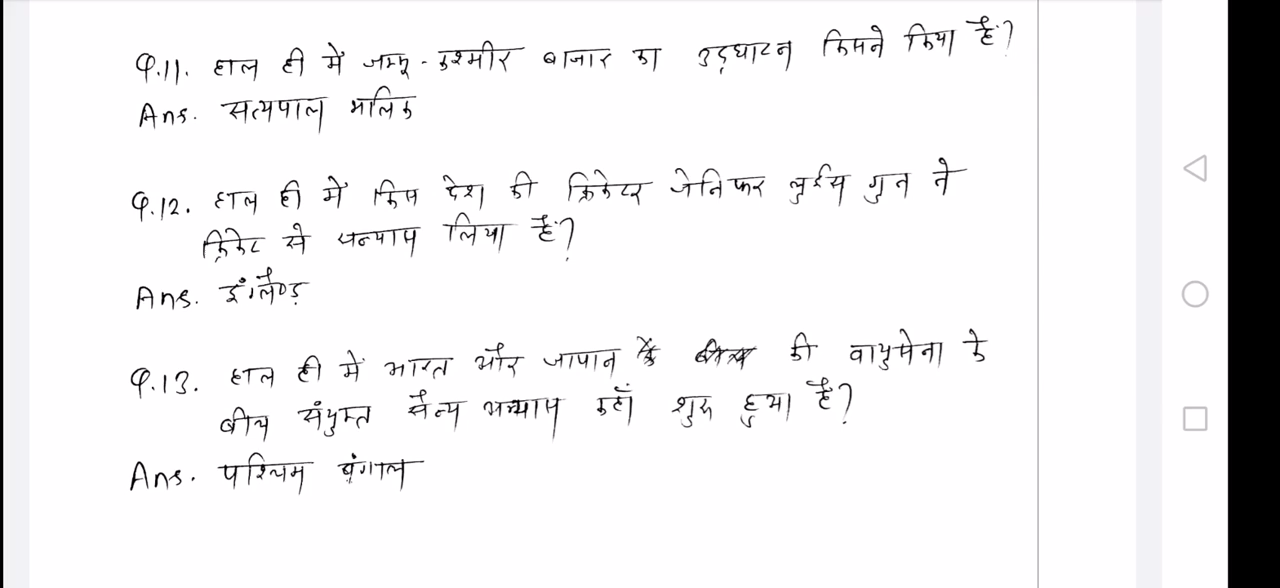 Q.11. हाल ही में जम्मू-कश्मीर बाजार का उद्घाटन किसने किया है?
Ans. सत्यपाल मलिक
Q.12. हाल ही में किस देश की क्रिकेटर जेनिफर लुईस गुन ने
क्रिकेट से सन्यास लिया है?
Ans. इंग्लैण्ड
Q.13. हाल ही में भारत और जापान की वायुसेना के
बीच संयुक्त सैन्य अभ्यास कहाँ शुरू हुआ है?
Ans. पश्चिम बंगाल